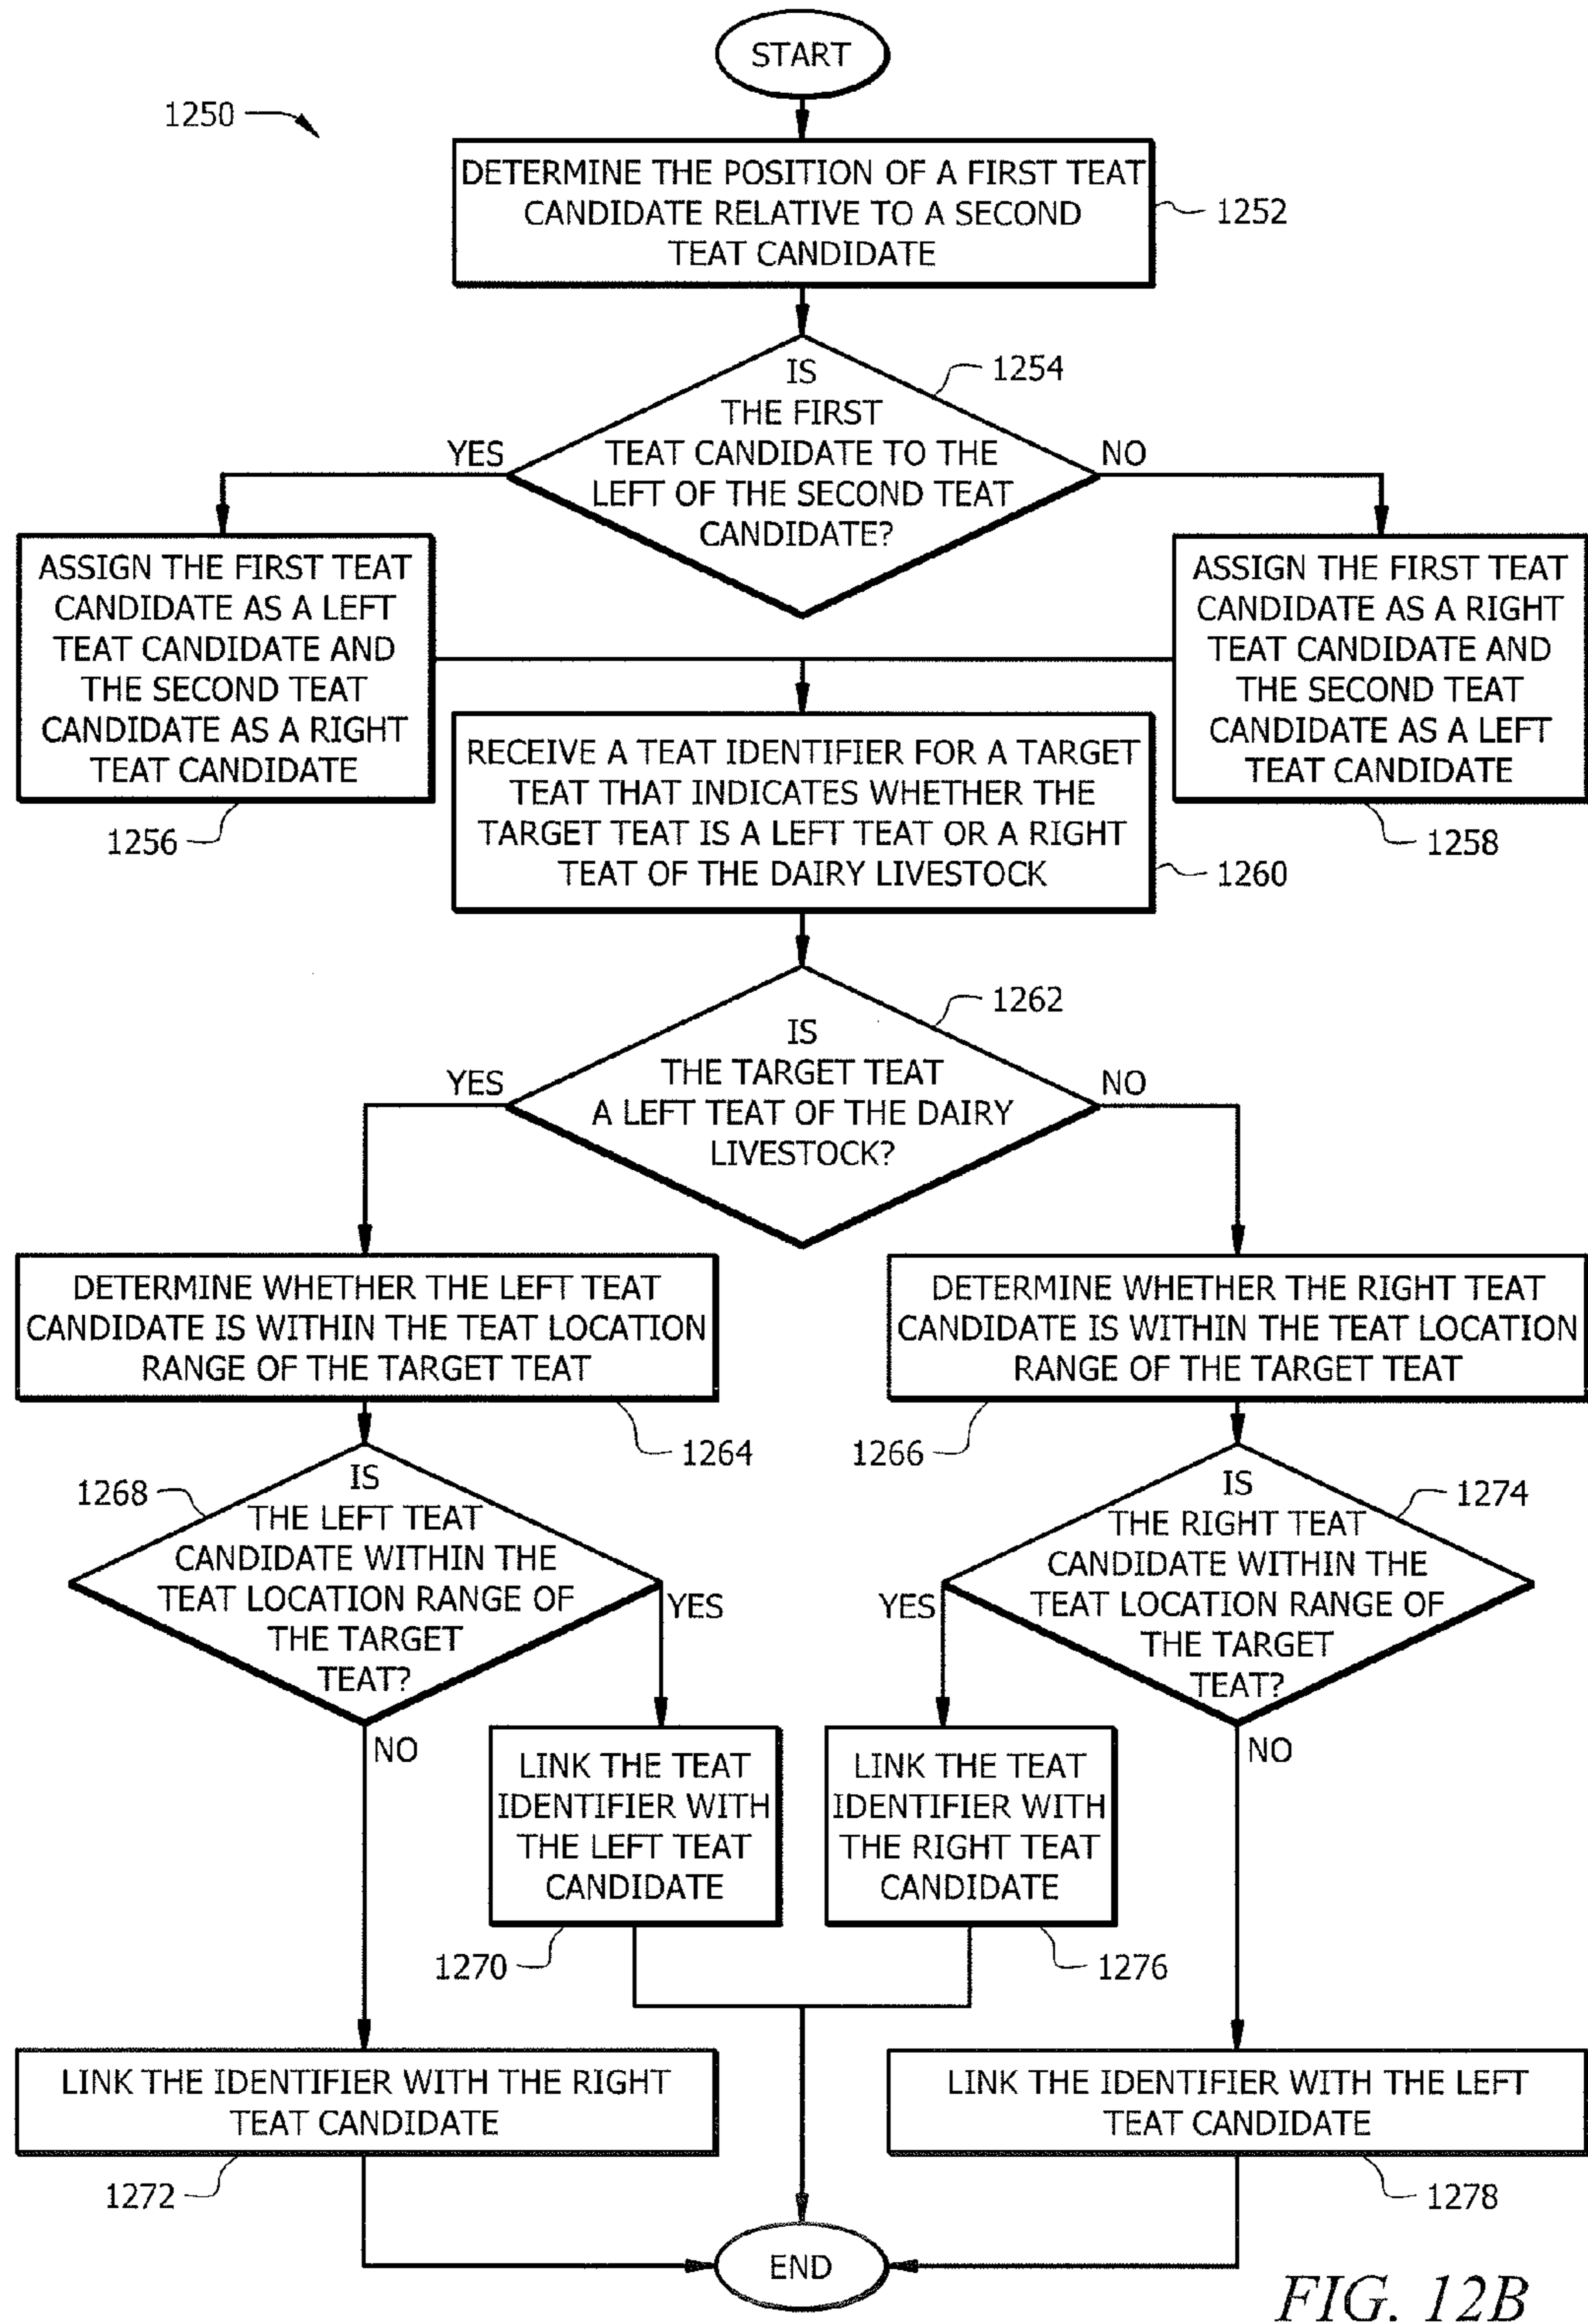 START
1250
DETERMINE THE POSITION OF A FIRST TEAT
CANDIDATE RELATIVE TO A SECOND
TEAT CANDIDATE
1252
IS
THE FIRST
TEAT CANDIDATE TO THE
LEFT OF THE SECOND TEAT
CANDIDATE?
1254
YES
NO
ASSIGN THE FIRST TEAT
CANDIDATE AS A LEFT
TEAT CANDIDATE AND
THE SECOND TEAT
CANDIDATE AS A RIGHT
TEAT CANDIDATE
1256
ASSIGN THE FIRST TEAT
CANDIDATE AS A RIGHT
TEAT CANDIDATE AND
THE SECOND TEAT
CANDIDATE AS A LEFT
TEAT CANDIDATE
1258
RECEIVE A TEAT IDENTIFIER FOR A TARGET
TEAT THAT INDICATES WHETHER THE
TARGET TEAT IS A LEFT TEAT OR A RIGHT
TEAT OF THE DAIRY LIVESTOCK
1260
IS
THE TARGET TEAT
A LEFT TEAT OF THE DAIRY
LIVESTOCK?
1262
YES
NO
DETERMINE WHETHER THE LEFT TEAT
CANDIDATE IS WITHIN THE TEAT LOCATION
RANGE OF THE TARGET TEAT
1264
DETERMINE WHETHER THE RIGHT TEAT
CANDIDATE IS WITHIN THE TEAT LOCATION
RANGE OF THE TARGET TEAT
1266
1268
IS
THE LEFT TEAT
CANDIDATE WITHIN THE
TEAT LOCATION RANGE OF
THE TARGET
TEAT?
YES
NO
IS
THE RIGHT TEAT
CANDIDATE WITHIN THE
TEAT LOCATION RANGE OF
THE TARGET
TEAT?
1274
YES
NO
LINK THE TEAT
IDENTIFIER WITH
THE LEFT TEAT
CANDIDATE
1270
LINK THE TEAT
IDENTIFIER WITH
THE RIGHT TEAT
CANDIDATE
1276
LINK THE IDENTIFIER WITH THE RIGHT
TEAT CANDIDATE
1272
LINK THE IDENTIFIER WITH THE LEFT
TEAT CANDIDATE
1278
END
FIG. 12B